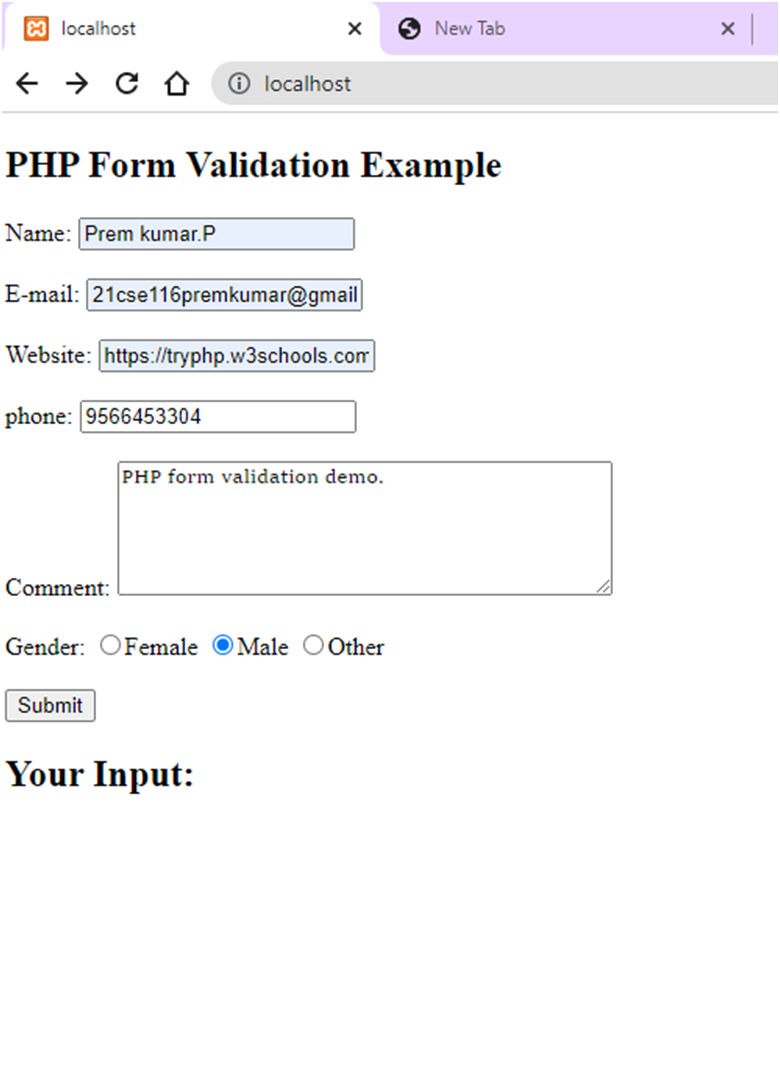 localhost
New Tab
localhost
PHP Form Validation Example
Name: Prem kumar.P
E-mail: 21cse116premkumar@gmail
Website: https://tryphp.w3schools.com
phone: 9566453304
PHP form validation demo.
Comment:
Gender: Female Male Other
Submit
Your Input: